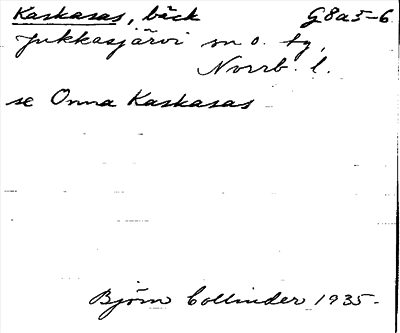 Kaskasas, bäck G8a5-6
Jukkasjärvi sn o. tg,
Norrb. l.
se Onna Kaskasas
Björn Collinder 1935-